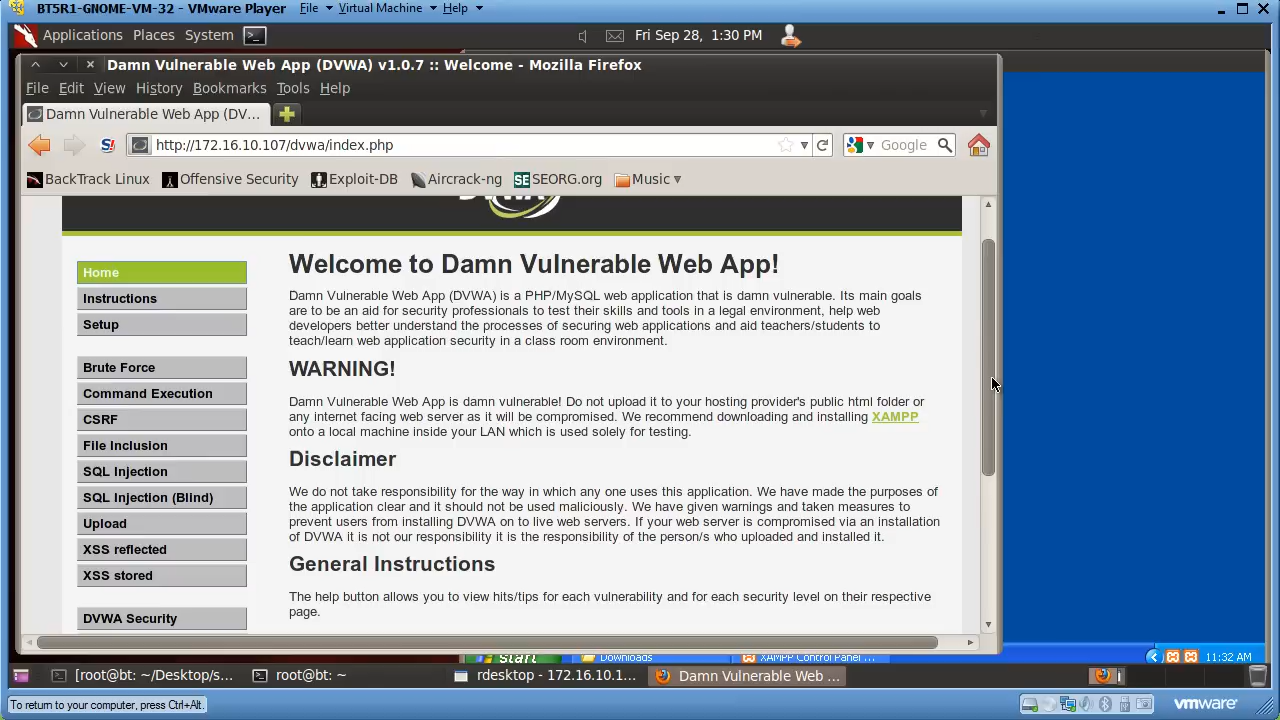 BT5R1-GNOME-VM-32 - VMware Player File Virtual Machine Help
Applications Places System Fri Sep 28, 1:30 PM
Damn Vulnerable Web App (DVWA) v1.0.7 :: Welcome - Mozilla Firefox
File Edit View History Bookmarks Tools Help
Damn Vulnerable Web App (DV...
http://172.16.10.107/dvwa/index.php Google
BackTrack Linux Offensive Security Exploit-DB Aircrack-ng SEORG.org Music
DVWA
Home
Instructions
Setup
Brute Force
Command Execution
CSRF
File Inclusion
SQL Injection
SQL Injection (Blind)
Upload
XSS reflected
XSS stored
DVWA Security
Welcome to Damn Vulnerable Web App!
Damn Vulnerable Web App (DVWA) is a PHP/MySQL web application that is damn vulnerable. Its main goals
are to be an aid for security professionals to test their skills and tools in a legal environment, help web
developers better understand the processes of securing web applications and aid teachers/students to
teach/learn web application security in a class room environment.
WARNING!
Damn Vulnerable Web App is damn vulnerable! Do not upload it to your hosting provider's public html folder or
any internet facing web server as it will be compromised. We recommend downloading and installing XAMPP
onto a local machine inside your LAN which is used solely for testing.
Disclaimer
We do not take responsibility for the way in which any one uses this application. We have made the purposes of
the application clear and it should not be used maliciously. We have given warnings and taken measures to
prevent users from installing DVWA on to live web servers. If your web server is compromised via an installation
of DVWA it is not our responsibility it is the responsibility of the person/s who uploaded and installed it.
General Instructions
The help button allows you to view hits/tips for each vulnerability and for each security level on their respective
page.
start Downloads XAMPP Control Panel ... 11:32 AM
[root@bt: ~/Desktop/s... root@bt: ~ rdesktop - 172.16.10.1... Damn Vulnerable Web ...
To return to your computer, press Ctrl+Alt. vmware